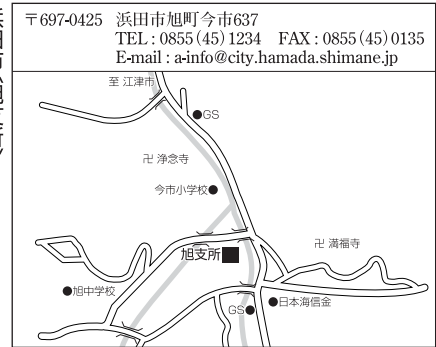 〒697-0425 浜田市旭町今市637
TEL : 0855(45)1234 FAX : 0855(45)0135
E-mail : a-info@city.hamada.shimane.jp
至 江津市
GS
卍 浄念寺
今市小学校
旭支所
卍 満福寺
旭中学校
日本海信金
GS